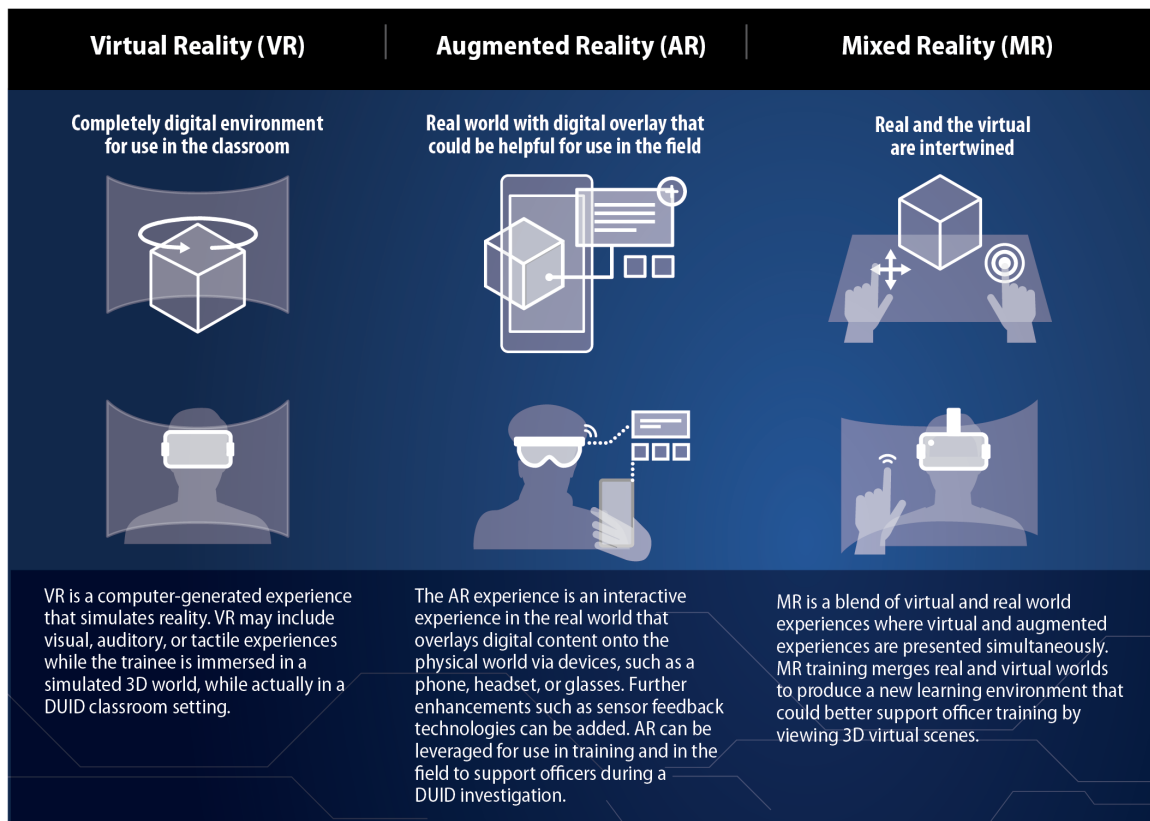 Virtual Reality (VR)
Augmented Reality (AR)
Mixed Reality (MR)
Completely digital environment
for use in the classroom
Real world with digital overlay that
could be helpful for use in the field
Real and the virtual
are intertwined
VR is a computer-generated experience
that simulates reality. VR may include
visual, auditory, or tactile experiences
while the trainee is immersed in a
simulated 3D world, while actually in a
DUID classroom setting.
The AR experience is an interactive
experience in the real world that
overlays digital content onto the
physical world via devices, such as a
phone, headset, or glasses. Further
enhancements such as sensor feedback
technologies can be added. AR can be
leveraged for use in training and in the
field to support officers during a
DUID investigation.
MR is a blend of virtual and real world
experiences where virtual and augmented
experiences are presented simultaneously.
MR training merges real and virtual worlds
to produce a new learning environment that
could better support officer training by
viewing 3D virtual scenes.